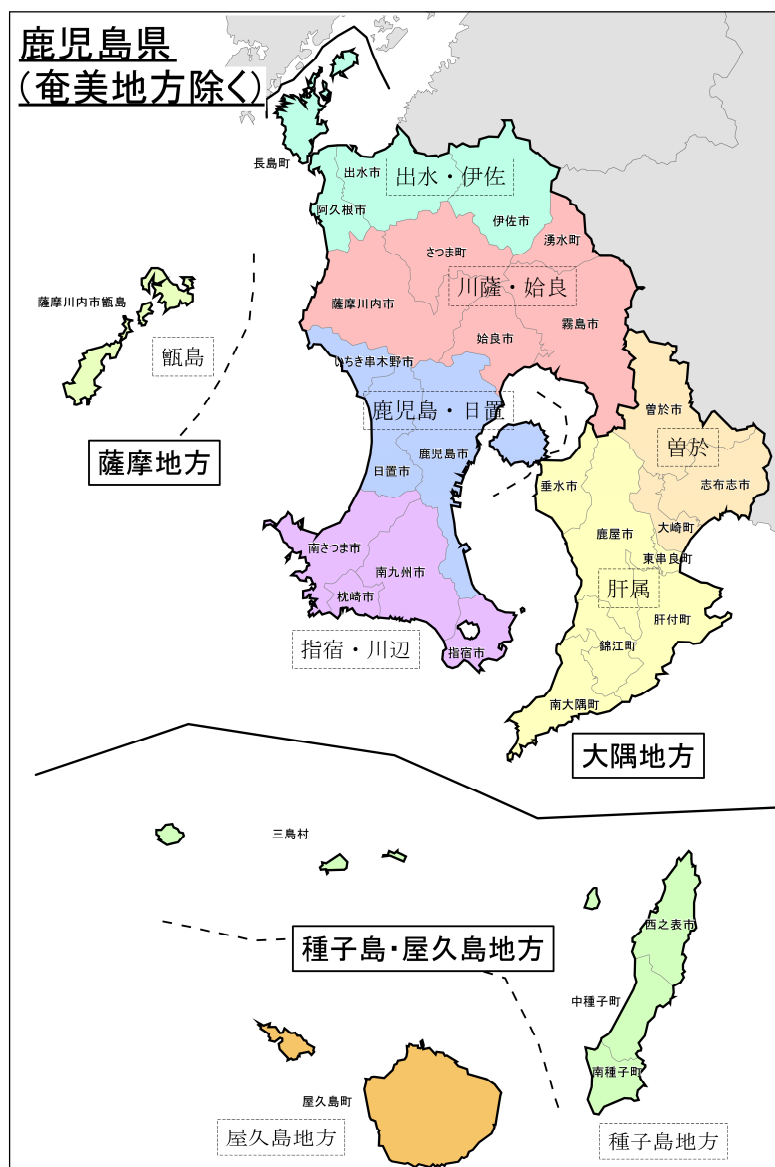 鹿児島県
(奄美地方除く)
長島町
出水市
出水・伊佐
阿久根市
伊佐市
湧水町
さつま町
川薩・姶良
薩摩川内市甑島
薩摩川内市
霧島市
姶良市
甑島
いちき串木野市
鹿児島・日置
曽於市
曽於
薩摩地方
鹿児島市
日置市
垂水市
志布志市
大崎町
鹿屋市
南さつま市
東串良町
南九州市
肝属
枕崎市
肝付町
錦江町
指宿・川辺
指宿市
南大隅町
大隅地方
三島村
西之表市
種子島・屋久島地方
中種子町
南種子町
屋久島町
屋久島地方
種子島地方